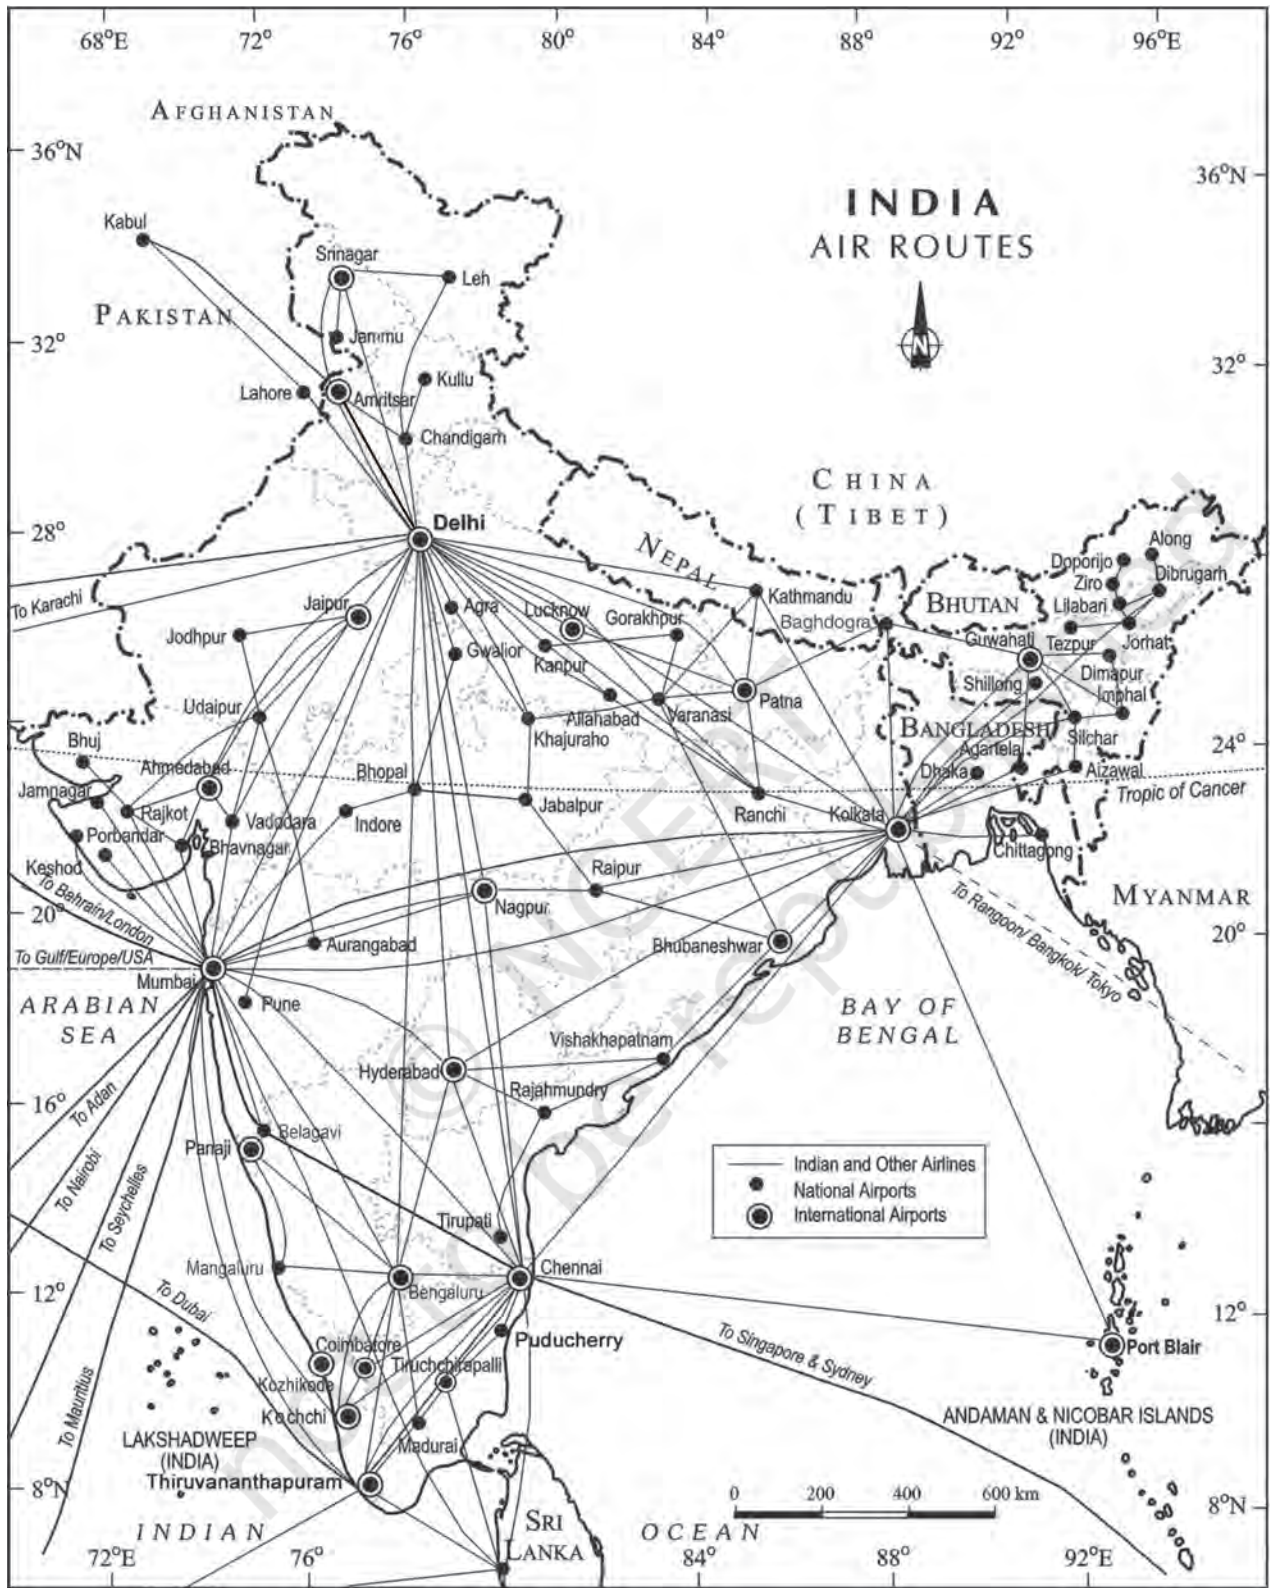 68°E 72° 76° 80° 84° 88° 92° 96°E
AFGHANISTAN
36°N
36°N
INDIA
AIR ROUTES
Kabul
Srinagar
Leh
PAKISTAN
Jammu
N
32°
32°
Kullu
Lahore
Amritsar
Chandigarh
CHINA
(TIBET)
28°
Delhi
NEPAL
Along
Doporijo
Ziro
Dibrugarh
To Karachi
Jaipur
Agra
Lucknow
Gorakhpur
Kathmandu
BHUTAN
Lilabari
Baghdogra
Jodhpur
Gwalior
Kanpur
Guwahati
Tezpur
Jorhat
Shillong
Dimapur
Imphal
Udaipur
Allahabad
Varanasi
Patna
Khajuraho
BANGLADESH
Silchar
24°
Bhuj
Ahmedabad
Bhopal
Agartela
Dhaka
Aizawal
Jamnagar
Rajkot
Vadodara
Indore
Jabalpur
Ranchi
Kolkata
Tropic of Cancer
Porbandar
Bhavnagar
Chittagong
Keshod
Raipur
To Bahrain/London
Nagpur
MYANMAR
20°
20°
Aurangabad
Bhubaneshwar
To Rangoon/ Bangkok/ Tokyo
To Gulf/Europe/USA
Mumbai
Pune
ARABIAN
SEA
BAY OF
BENGAL
Vishakhapatnam
Hyderabad
Rajahmundry
16°
16°
To Adan
Belagavi
Panaji
To Nairobi
Indian and Other Airlines
National Airports
International Airports
To Seychelles
Tirupati
Mangaluru
Chennai
Bengaluru
12°
12°
To Dubai
Puducherry
Coimbatore
Tiruchchirapalli
To Singapore & Sydney
Port Blair
Kozhikode
Kochchi
To Mauritius
Madurai
LAKSHADWEEP
(INDIA)
ANDAMAN & NICOBAR ISLANDS
(INDIA)
Thiruvananthapuram
8°N
8°N
0 200 400 600 km
INDIAN
SRI
LANKA
OCEAN
72°E 76° 84° 88° 92°E
© NCERT
not to be republished